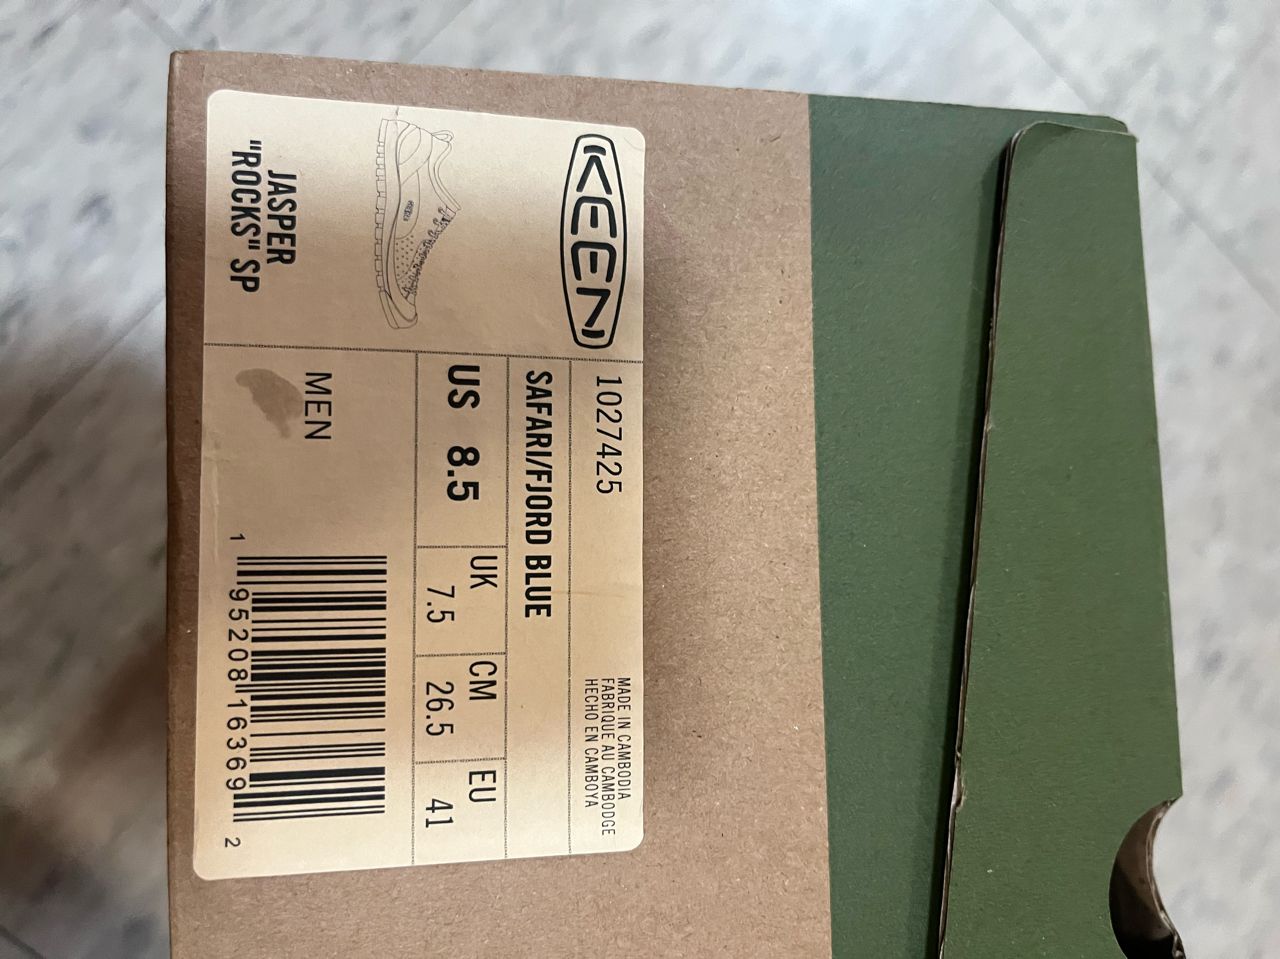 KEEN
1027425
MADE IN CAMBODIA
FABRIQUE AU CAMBODGE
HECHO EN CAMBOYA
SAFARI/FJORD BLUE
US 8.5
UK 7.5
CM 26.5
EU 41
JASPER
"ROCKS" SP
MEN
1 95208 16369 2